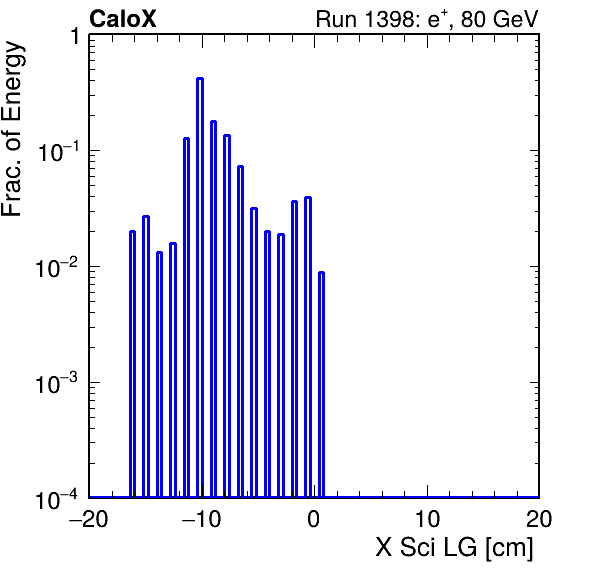 CaloX Run 1398: e⁺, 80 GeV
Frac. of Energy
1
10⁻¹
10⁻²
10⁻³
10⁻⁴
−20 −10 0 10 20
X Sci LG [cm]